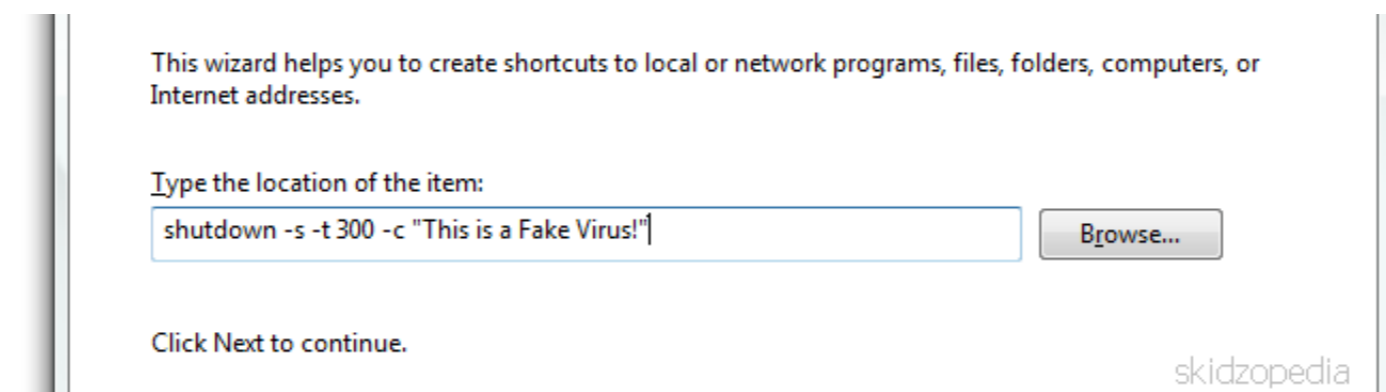 This wizard helps you to create shortcuts to local or network programs, files, folders, computers, or
Internet addresses.
Type the location of the item:
shutdown -s -t 300 -c "This is a Fake Virus!"
Browse...
Click Next to continue.
skidzopedia